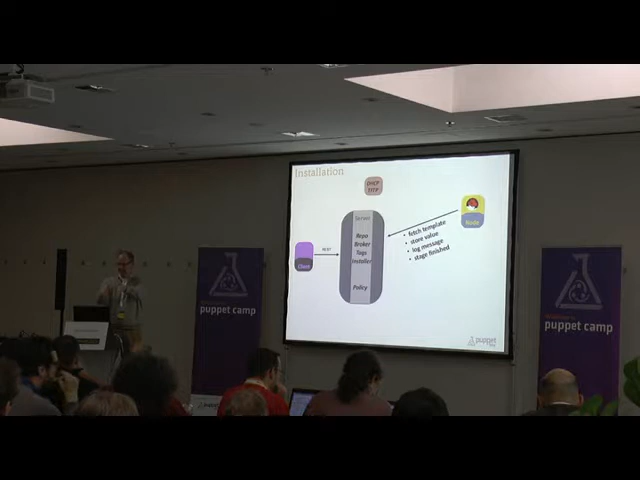 Installation
DHCP
TFTP
Server
Repo
Broker
Tags
Installer
Policy
REST
Client
Node
• fetch template
• store value
• log message
• stage finished
puppet
puppet camp
puppet camp